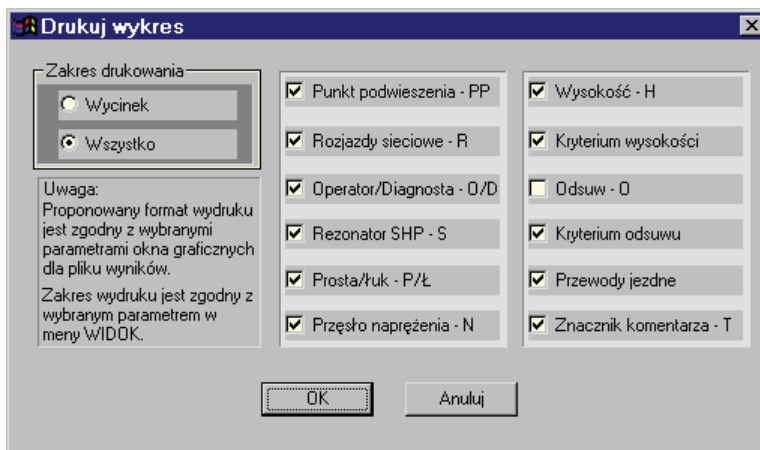 Drukuj wykres
Zakres drukowania
Wycinek
Wszystko
Uwaga:
Proponowany format wydruku
jest zgodny z wybranymi
parametrami okna graficznych
dla pliku wyników.
Zakres wydruku jest zgodny z
wybranym parametrem w
meny WIDOK.
Punkt podwieszenia - PP
Rozjazdy sieciowe - R
Operator/Diagnosta - O/D
Rezonator SHP - S
Prosta/łuk - P/Ł
Przęsło naprężenia - N
Wysokość - H
Kryterium wysokości
Odsuw - O
Kryterium odsuwu
Przewody jezdne
Znacznik komentarza - T
OK
Anuluj